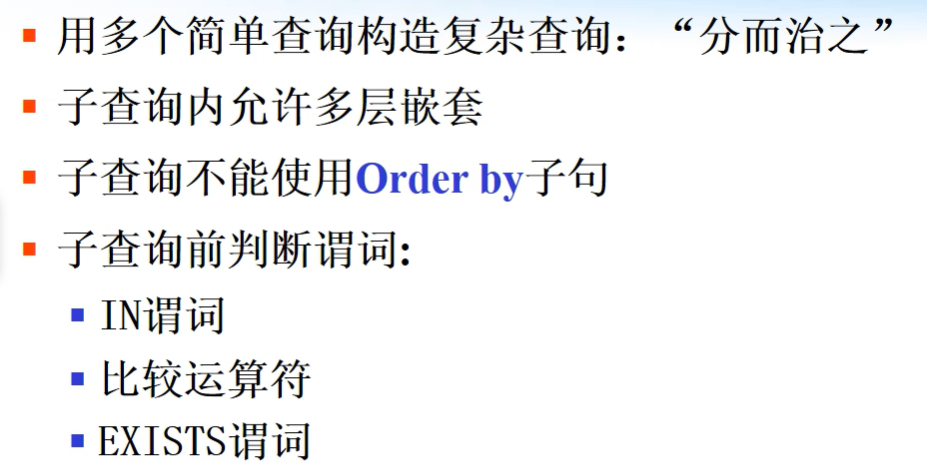 用多个简单查询构造复杂查询：“分而治之”
子查询内允许多层嵌套
子查询不能使用Order by子句
子查询前判断谓词:
IN谓词
比较运算符
EXISTS谓词